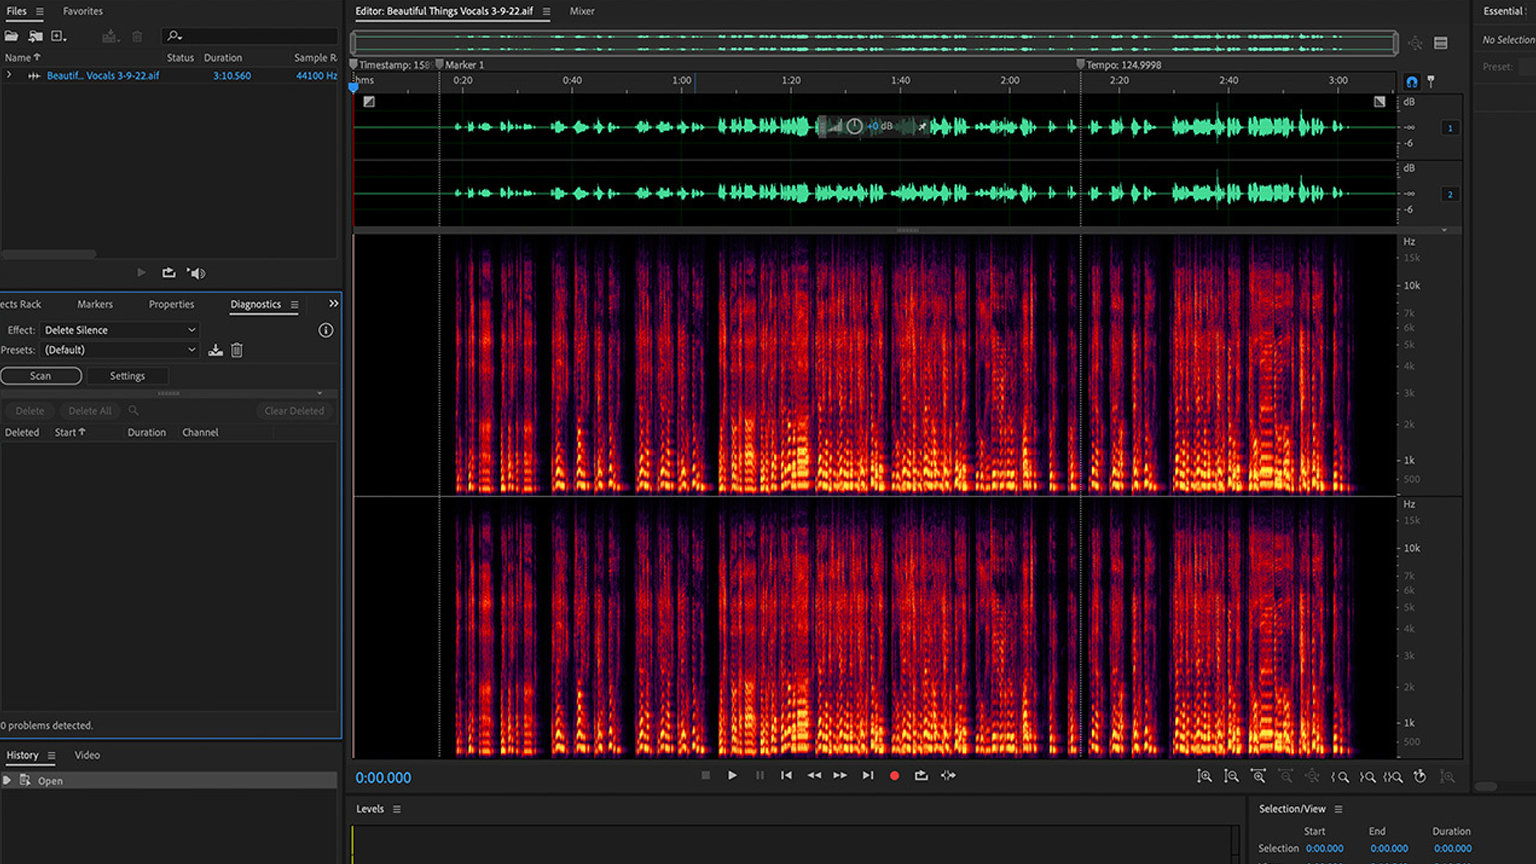 Files Favorites
Name Status Duration Sample R
Beautif... Vocals 3-9-22.aif 3:10.560 44100 Hz
ects Rack Markers Properties Diagnostics
Effect: Delete Silence
Presets: (Default)
Scan Settings
Delete Delete All Clear Deleted
Deleted Start Duration Channel
0 problems detected.
History Video
Open
Editor: Beautiful Things Vocals 3-9-22.aif Mixer
Timestamp: 158 Marker 1 Tempo: 124.9998
hms 0:20 0:40 1:00 1:20 1:40 2:00 2:20 2:40 3:00
dB
+0 dB
-∞ 1
-6
dB
-∞ 2
-6
Hz
15k
10k
7k
6k
5k
4k
3k
2k
1k
500
Hz
15k
10k
7k
6k
5k
4k
3k
2k
1k
500
0:00.000
Levels
Selection/View
Start End Duration
Selection 0:00.000 0:00.000 0:00.000
Essential
No Selection
Preset: